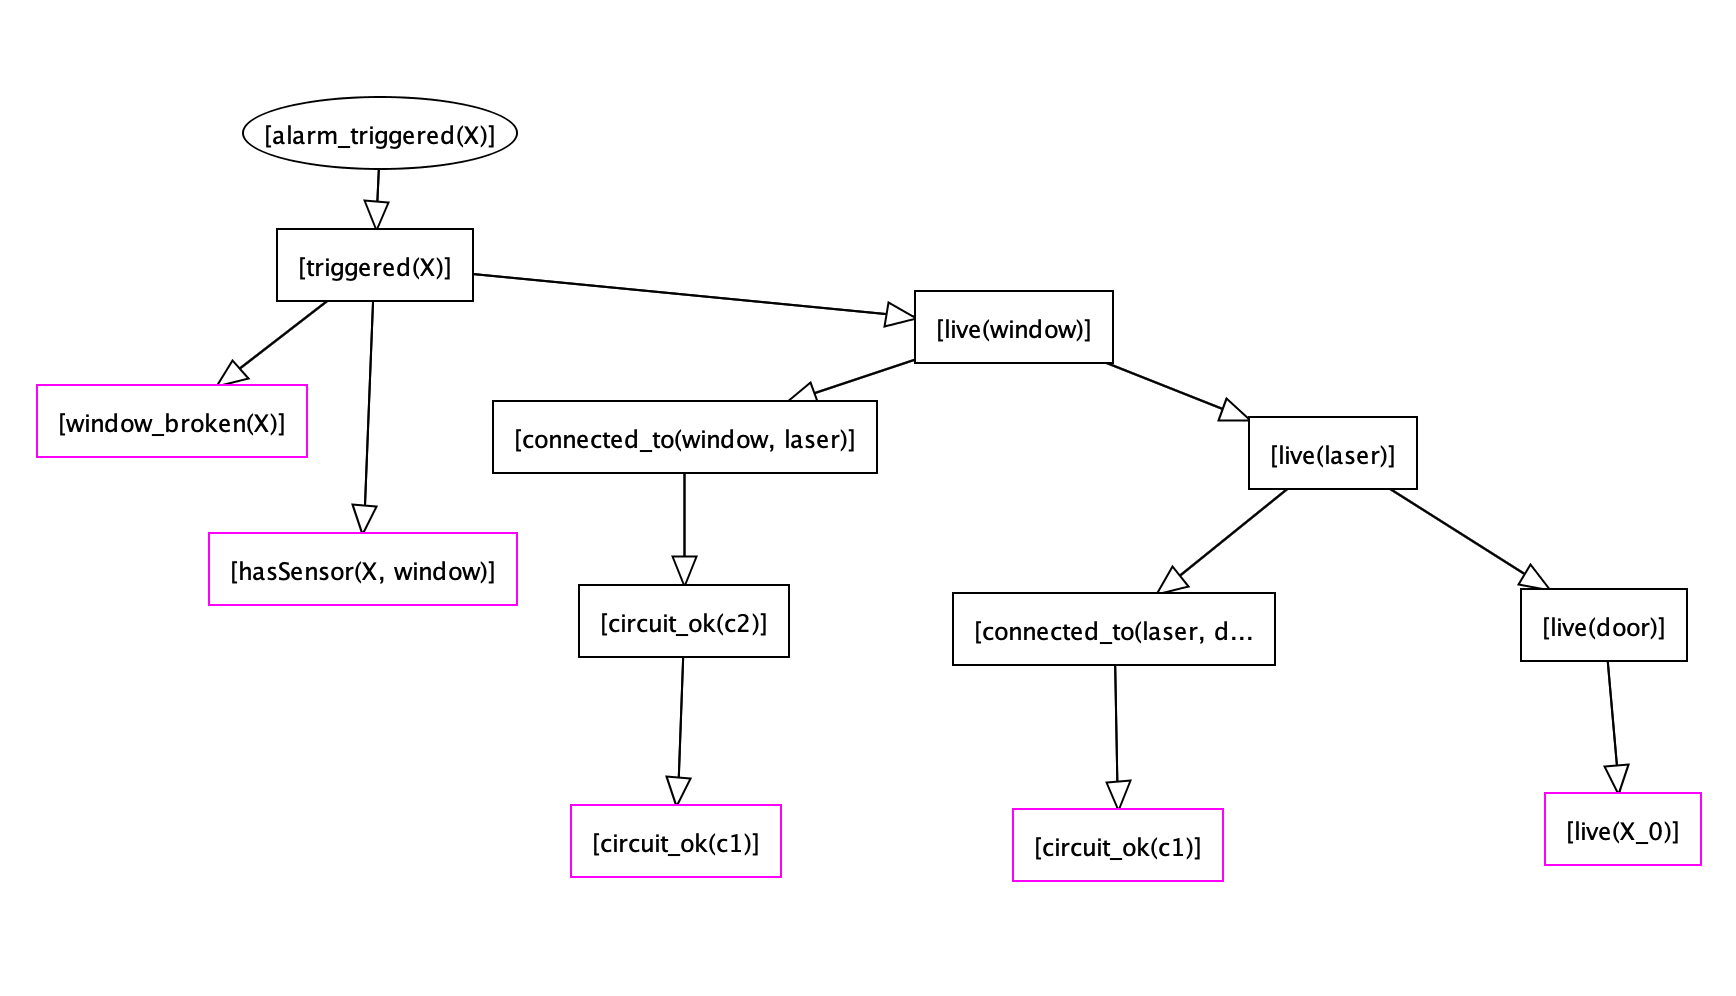 [alarm_triggered(X)]
[triggered(X)]
[live(window)]
[window_broken(X)]
[connected_to(window, laser)]
[live(laser)]
[hasSensor(X, window)]
[circuit_ok(c2)]
[connected_to(laser, d...
[live(door)]
[circuit_ok(c1)]
[circuit_ok(c1)]
[live(X_0)]